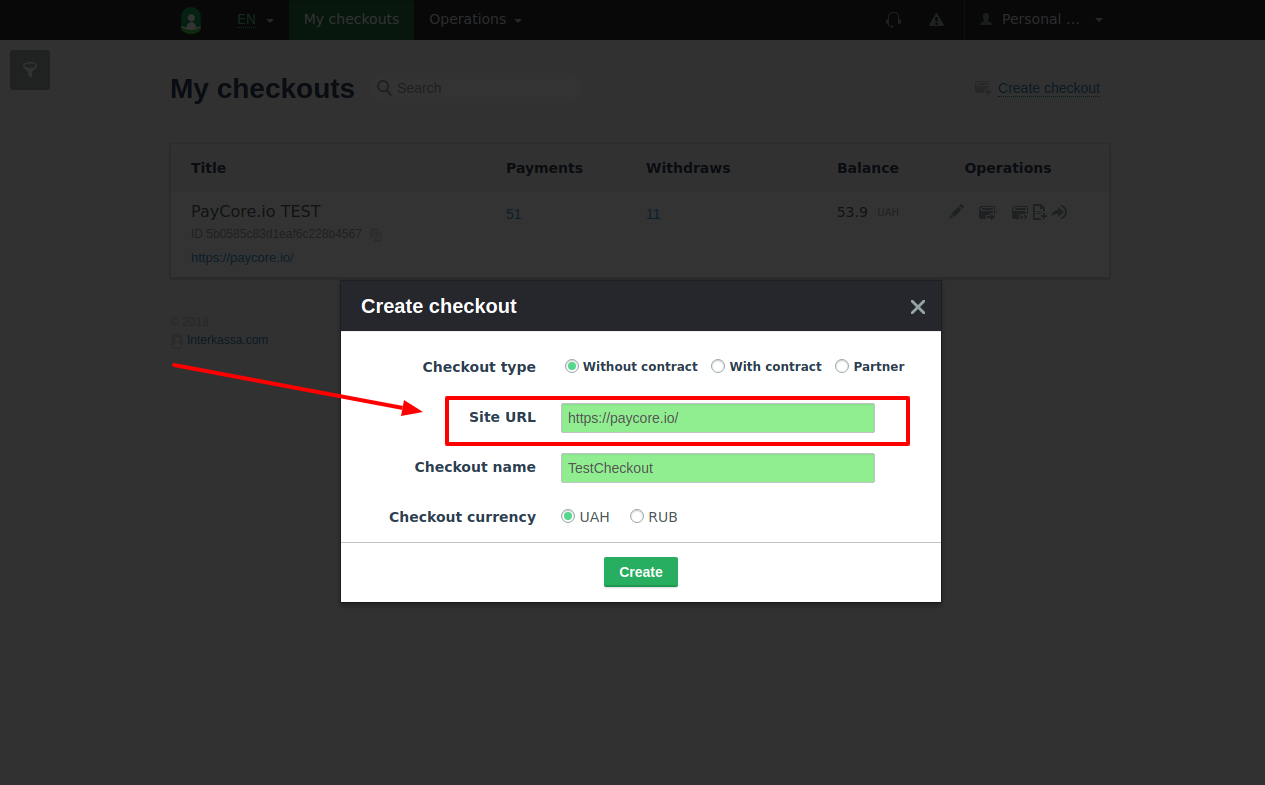 EN My checkouts Operations Personal ...
My checkouts Search Create checkout
Title Payments Withdraws Balance Operations
PayCore.io TEST 51 11 53.9 UAH
ID 5b0585c83d1eaf6c228b4567
https://paycore.io/
Create checkout
© 2018
Interkassa.com
Checkout type Without contract With contract Partner
Site URL https://paycore.io/
Checkout name TestCheckout
Checkout currency UAH RUB
Create